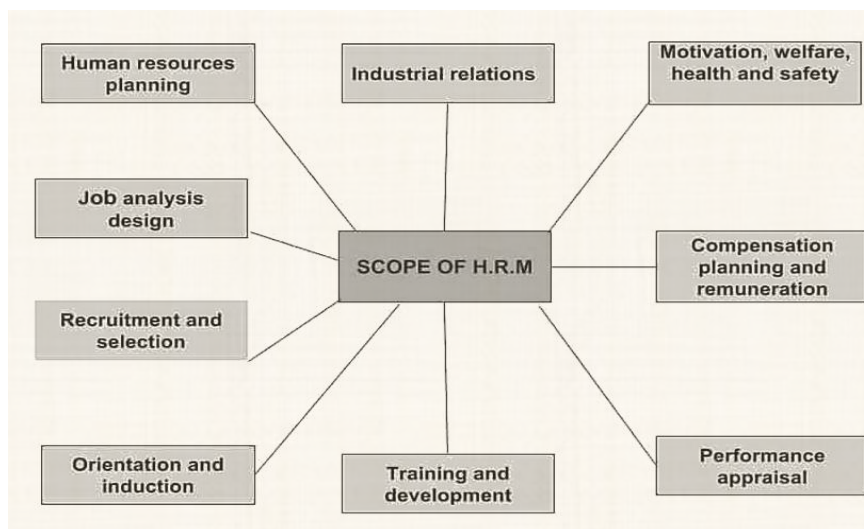 Human resources
planning
Industrial relations
Motivation, welfare,
health and safety
Job analysis
design
SCOPE OF H.R.M
Compensation
planning and
remuneration
Recruitment and
selection
Orientation and
induction
Training and
development
Performance
appraisal